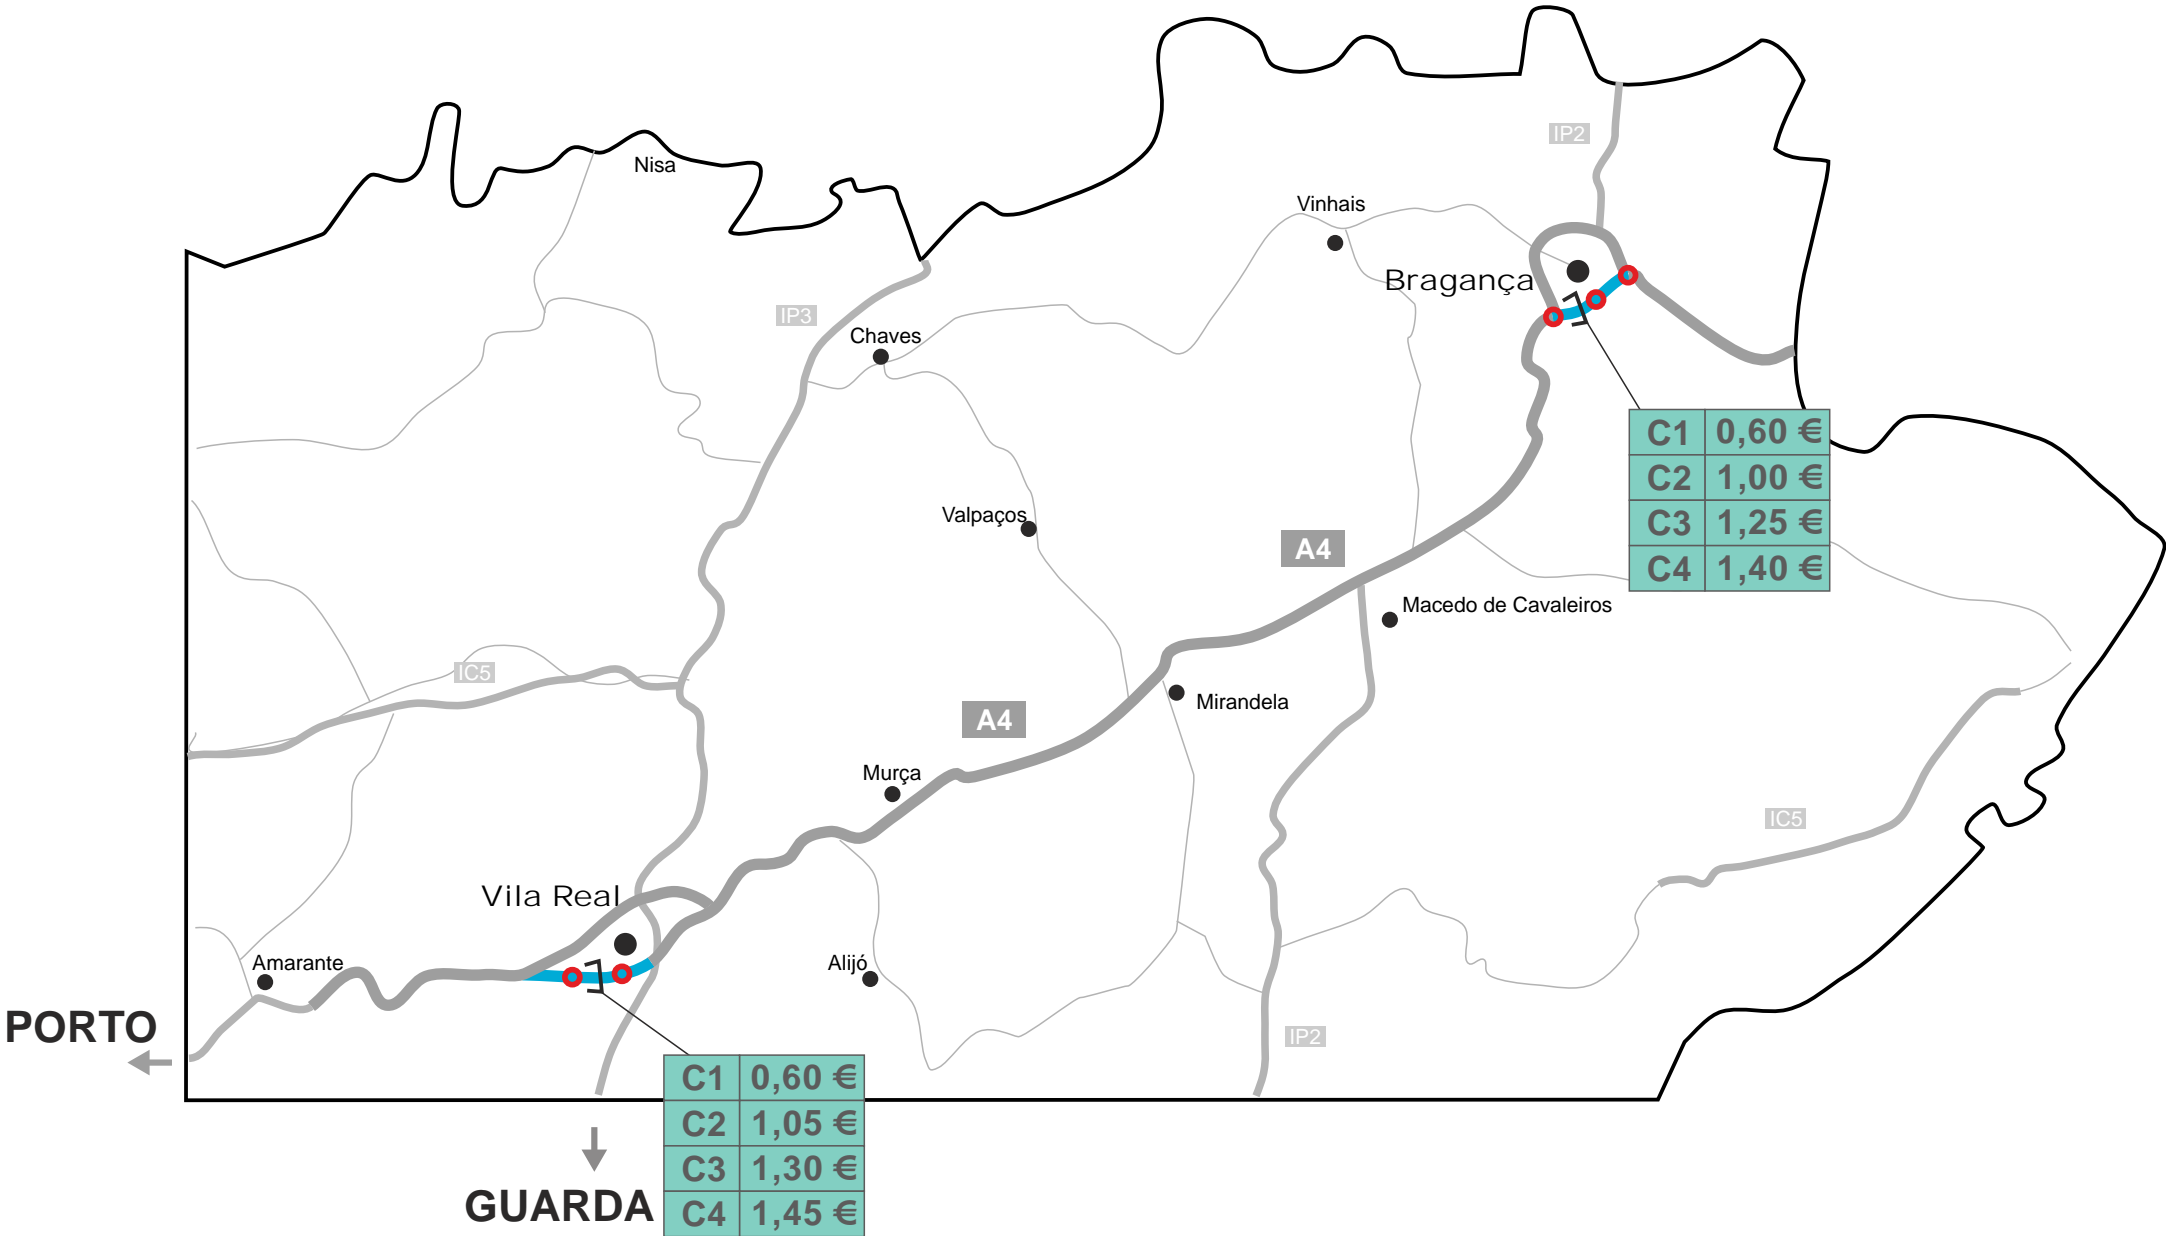 IP2
Nisa
Vinhais
Bragança
IP3
Chaves
C1 0,60 €
C2 1,00 €
C3 1,25 €
C4 1,40 €
Valpaços
A4
Macedo de Cavaleiros
IC5
Mirandela
A4
Murça
IC5
Vila Real
Amarante
Alijó
PORTO
IP2
C1 0,60 €
C2 1,05 €
C3 1,30 €
C4 1,45 €
GUARDA